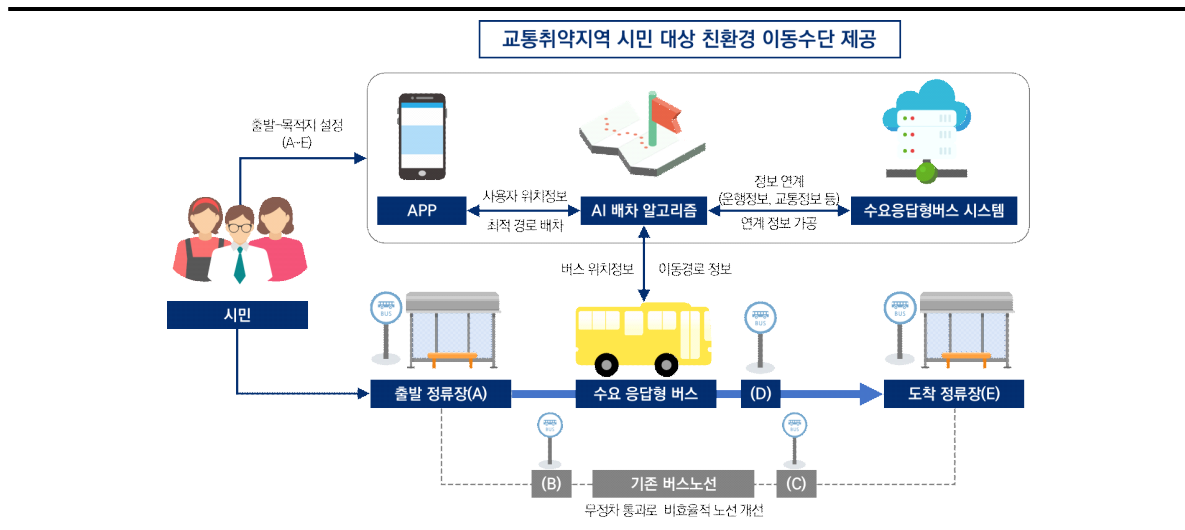 교통취약지역 시민 대상 친환경 이동수단 제공
출발-목적지 설정
(A~E)
APP
사용자 위치정보
최적 경로 배차
AI 배차 알고리즘
정보 연계
(운행정보, 교통정보 등)
연계 정보 가공
수요응답형버스 시스템
버스 위치정보
이동경로 정보
시민
BUS
BUS
BUS
출발 정류장(A)
수요 응답형 버스
(D)
도착 정류장(E)
BUS
BUS
(B)
기존 버스노선
(C)
무정차 통과로 비효율적 노선 개선